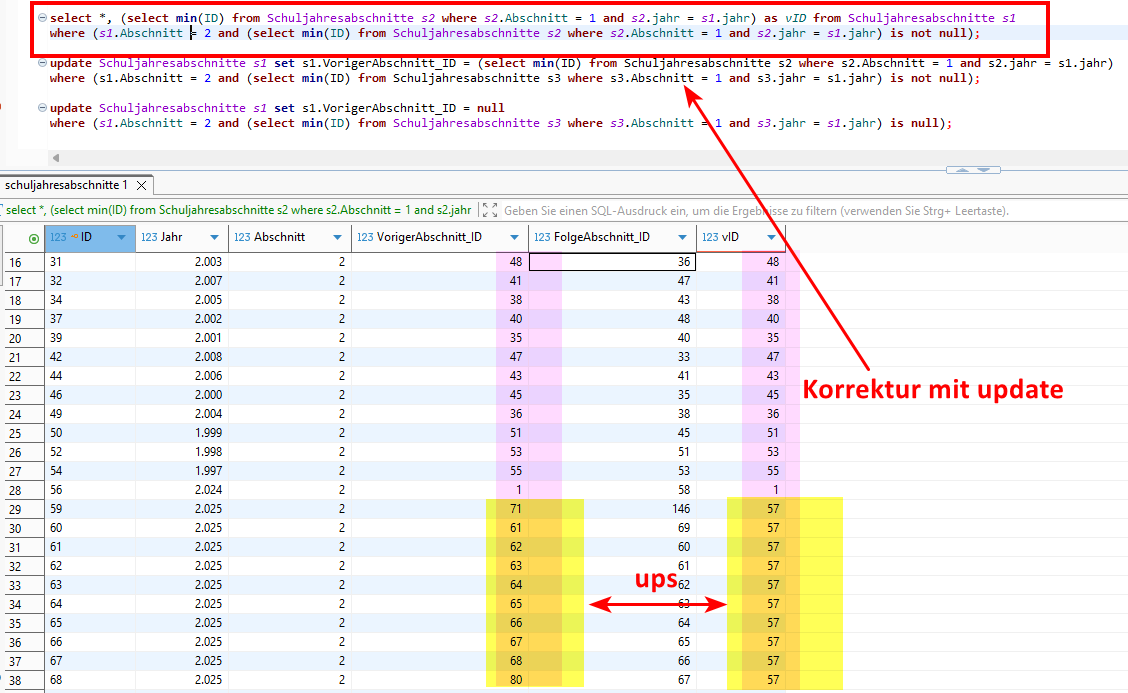 select *, (select min(ID) from Schuljahresabschnitte s2 where s2.Abschnitt = 1 and s2.jahr = s1.jahr) as vID from Schuljahresabschnitte s1
where (s1.Abschnitt = 2 and (select min(ID) from Schuljahresabschnitte s2 where s2.Abschnitt = 1 and s2.jahr = s1.jahr) is not null);
update Schuljahresabschnitte s1 set s1.VorigerAbschnitt_ID = (select min(ID) from Schuljahresabschnitte s2 where s2.Abschnitt = 1 and s2.jahr = s1.jahr)
where (s1.Abschnitt = 2 and (select min(ID) from Schuljahresabschnitte s3 where s3.Abschnitt = 1 and s3.jahr = s1.jahr) is not null);
update Schuljahresabschnitte s1 set s1.VorigerAbschnitt_ID = null
where (s1.Abschnitt = 2 and (select min(ID) from Schuljahresabschnitte s3 where s3.Abschnitt = 1 and s3.jahr = s1.jahr) is null);
schuljahresabschnitte 1
select *, (select min(ID) from Schuljahresabschnitte s2 where s2.Abschnitt = 1 and s2.jahr Geben Sie einen SQL-Ausdruck ein, um die Ergebnisse zu filtern (verwenden Sie Strg+ Leertaste).
123 ID 123 Jahr 123 Abschnitt 123 VorigerAbschnitt_ID 123 FolgeAbschnitt_ID 123 vID
16 31 2.003 2 48 36 48
17 32 2.007 2 41 47 41
18 34 2.005 2 38 43 38
19 37 2.002 2 40 48 40
20 39 2.001 2 35 40 35
21 42 2.008 2 47 33 47
22 44 2.006 2 43 41 43
Korrektur mit update
23 46 2.000 2 45 35 45
24 49 2.004 2 36 38 36
25 50 1.999 2 51 45 51
26 52 1.998 2 53 51 53
27 54 1.997 2 55 53 55
28 56 2.024 2 1 58 1
29 59 2.025 2 71 146 57
30 60 2.025 2 61 69 57
31 61 2.025 2 62 60 57
32 62 2.025 2 63 61 57
33 63 2.025 2 64 62 57
ups
34 64 2.025 2 65 63 57
35 65 2.025 2 66 64 57
36 66 2.025 2 67 65 57
37 67 2.025 2 68 66 57
38 68 2.025 2 80 67 57